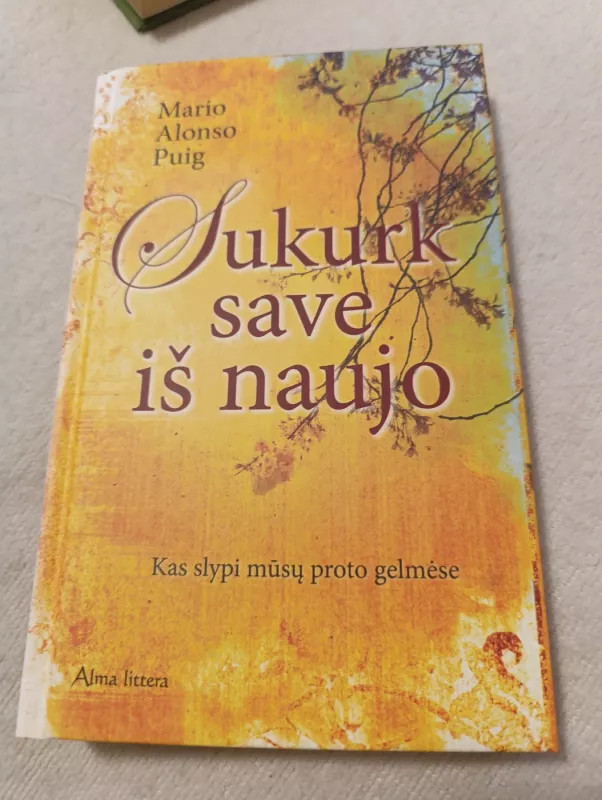 Mario
Alonso
Puig
Sukurk
save
iš naujo
Kas slypi mūsų proto gelmėse
Alma littera